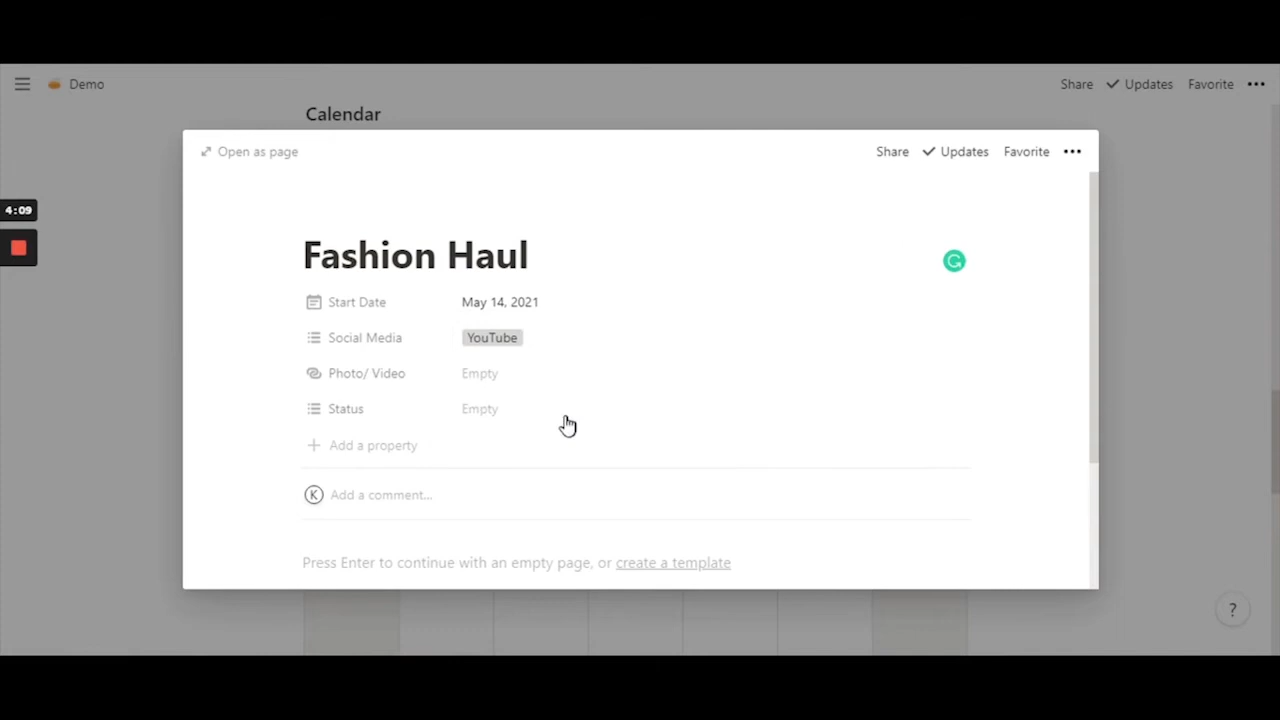 Demo
Share Updates Favorite
Calendar
Open as page
Share Updates Favorite
4:09
Fashion Haul
Start Date May 14, 2021
Social Media YouTube
Photo/ Video Empty
Status Empty
Add a property
K Add a comment...
Press Enter to continue with an empty page, or create a template
?